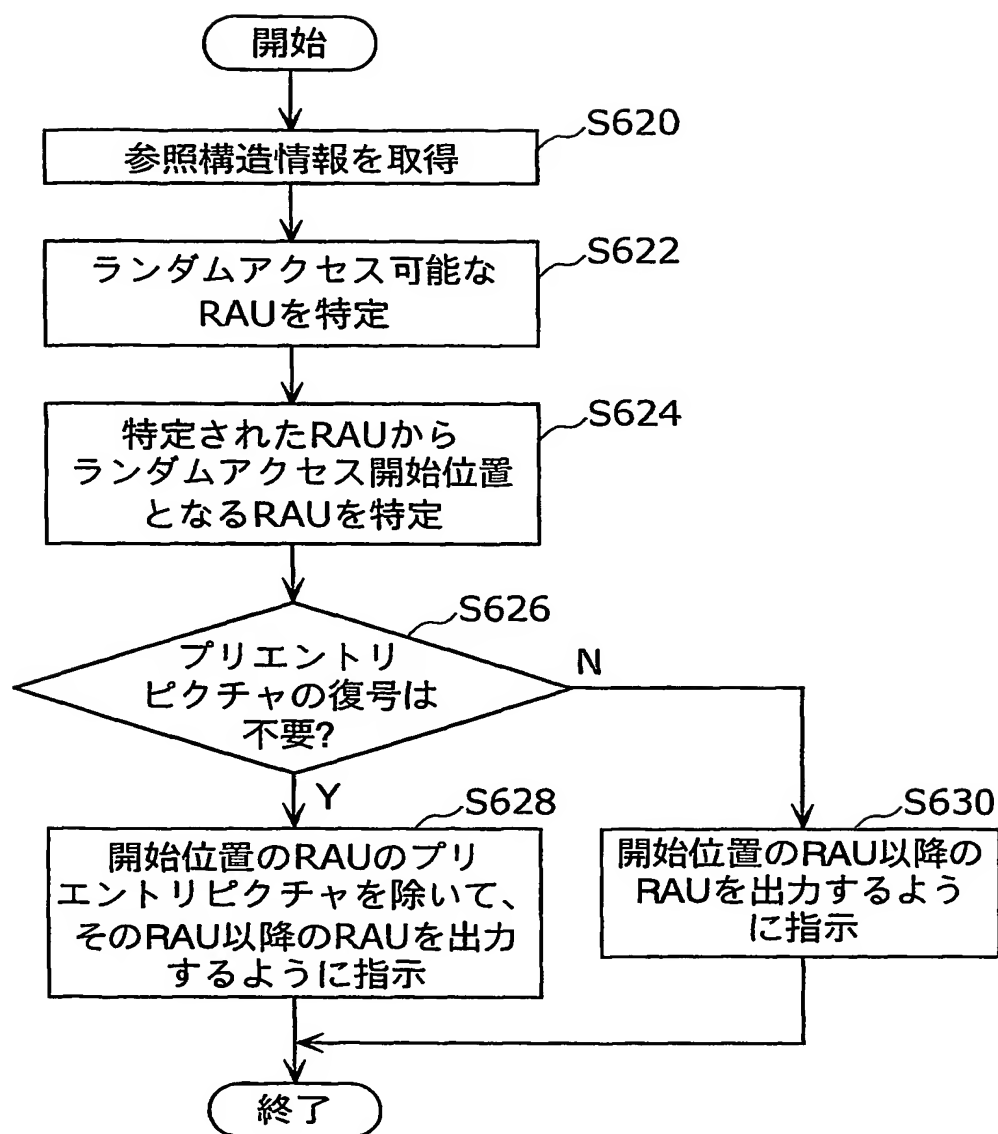 開始
S620
参照構造情報を取得
S622
ランダムアクセス可能な
RAUを特定
S624
特定されたRAUから
ランダムアクセス開始位置
となるRAUを特定
S626
プリエントリ
ピクチャの復号は
不要?
N
Y
S628
開始位置のRAUのプリ
エントリピクチャを除いて、
そのRAU以降のRAUを出力
するように指示
S630
開始位置のRAU以降の
RAUを出力するよう
に指示
終了